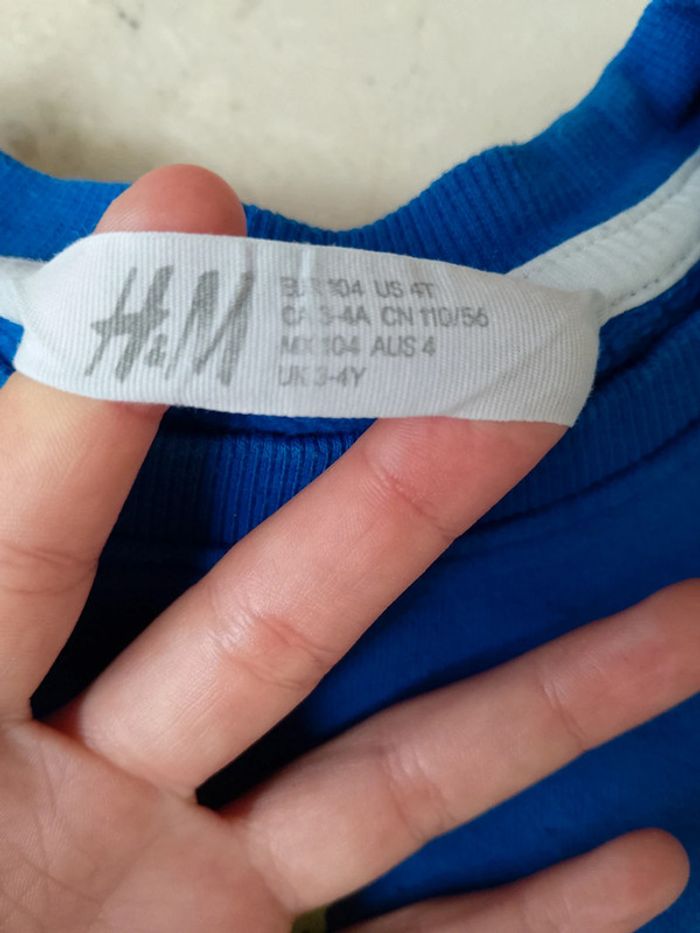 H&M
EUR 104 US 4T
CA 3-4A CN 110/56
MX 104 AUS 4
UK 3-4Y